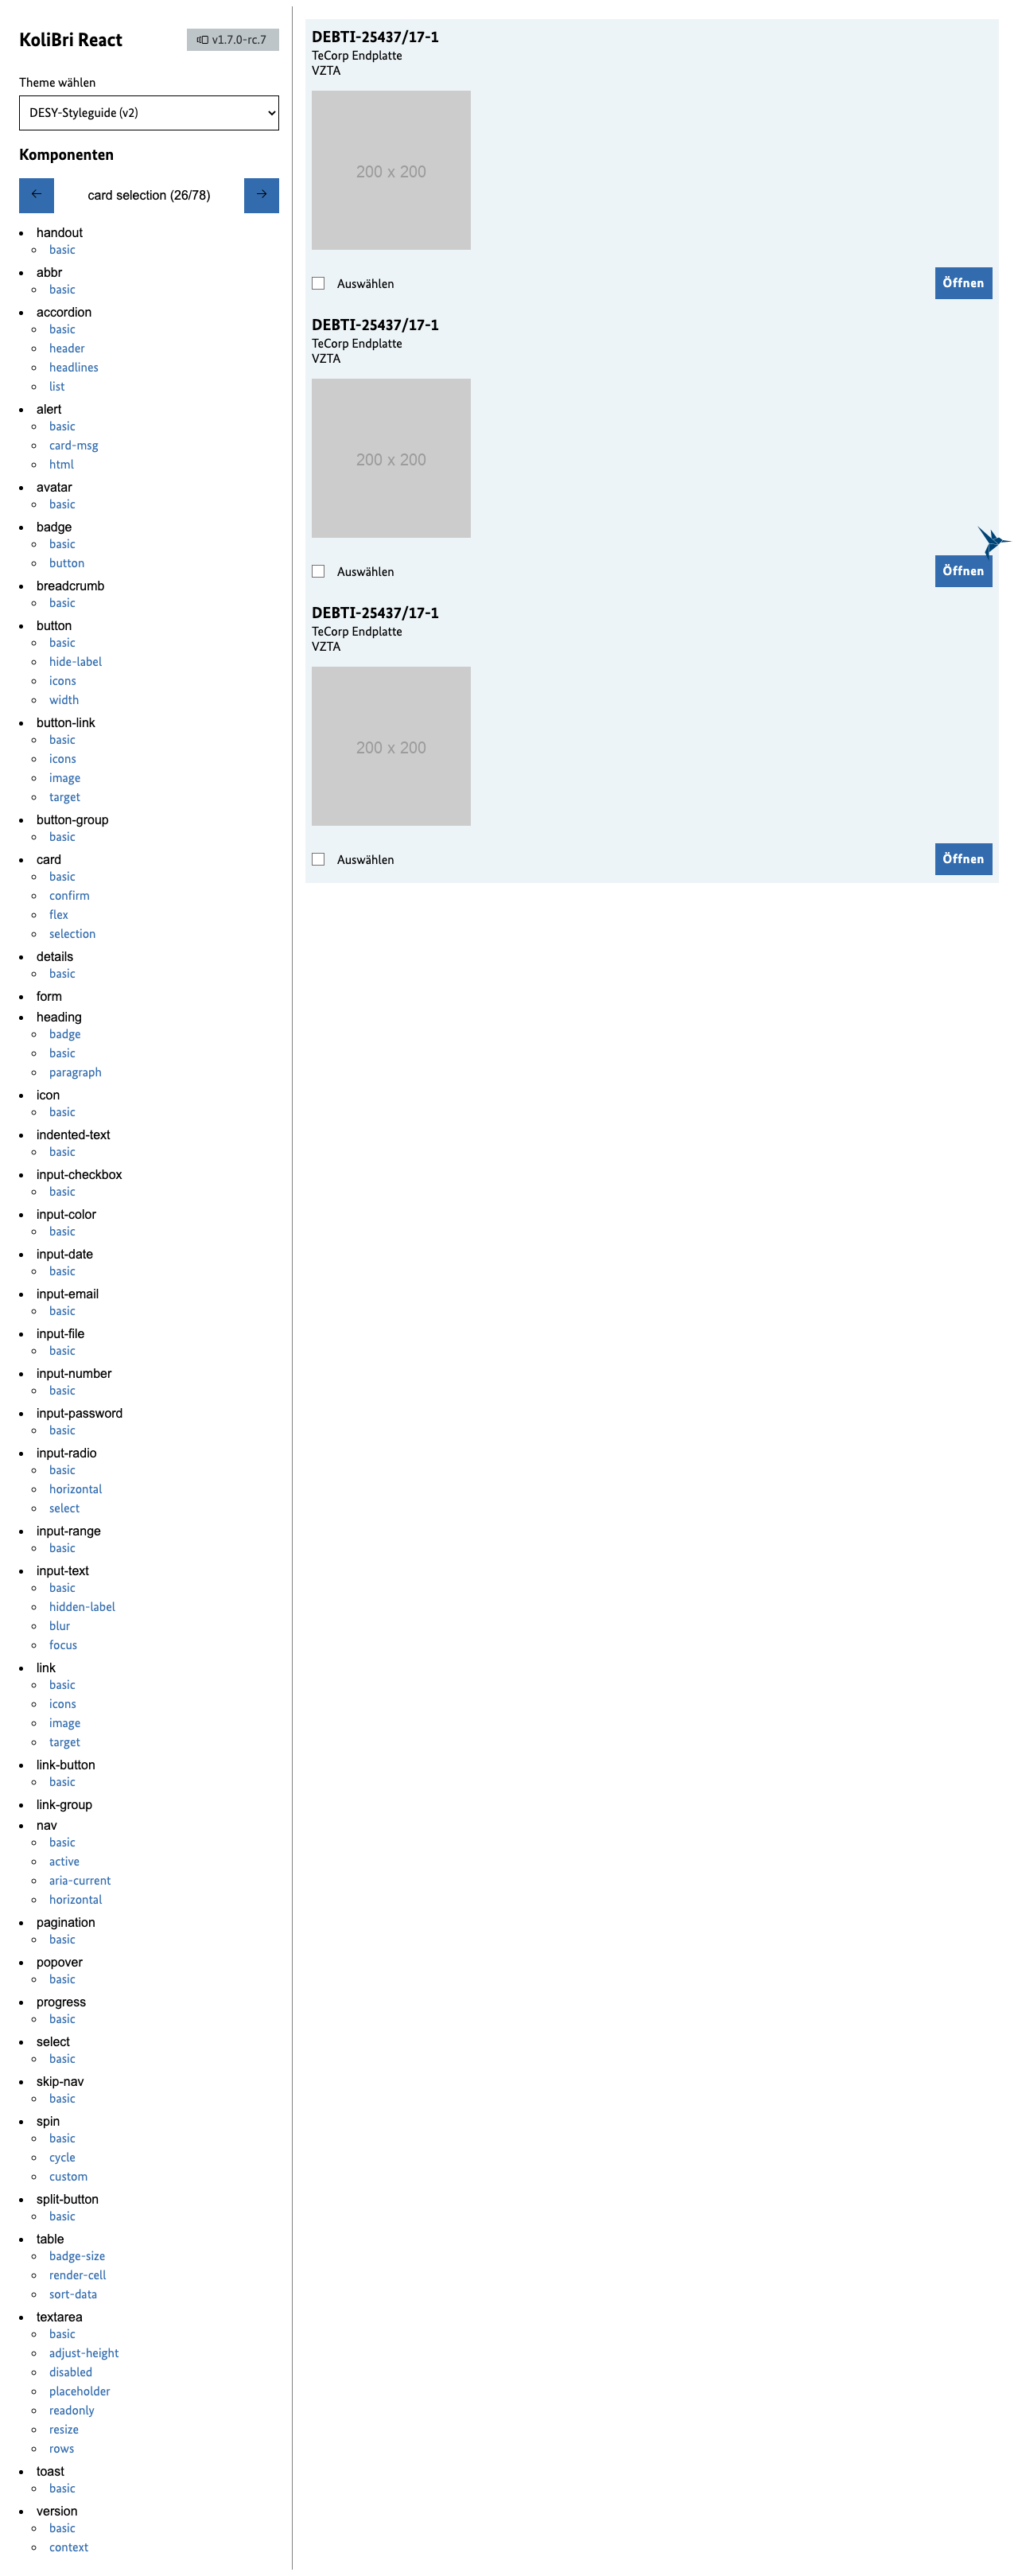 KoliBri React
v1.7.0-rc.7
Theme wählen
DESY-Styleguide (v2)
Komponenten
card selection (26/78)
handout
basic
abbr
basic
accordion
basic
header
headlines
list
alert
basic
card-msg
html
avatar
basic
badge
basic
button
breadcrumb
basic
button
basic
hide-label
icons
width
button-link
basic
icons
image
target
button-group
basic
card
basic
confirm
flex
selection
details
basic
form
heading
badge
basic
paragraph
icon
basic
indented-text
basic
input-checkbox
basic
input-color
basic
input-date
basic
input-email
basic
input-file
basic
input-number
basic
input-password
basic
input-radio
basic
horizontal
select
input-range
basic
input-text
basic
hidden-label
blur
focus
link
basic
icons
image
target
link-button
basic
link-group
nav
basic
active
aria-current
horizontal
pagination
basic
popover
basic
progress
basic
select
basic
skip-nav
basic
spin
basic
cycle
custom
split-button
basic
table
badge-size
render-cell
sort-data
textarea
basic
adjust-height
disabled
placeholder
readonly
resize
rows
toast
basic
version
basic
context
DEBTI-25437/17-1
TeCorp Endplatte
VZTA
200 x 200
Auswählen
Öffnen
DEBTI-25437/17-1
TeCorp Endplatte
VZTA
200 x 200
Auswählen
Öffnen
DEBTI-25437/17-1
TeCorp Endplatte
VZTA
200 x 200
Auswählen
Öffnen